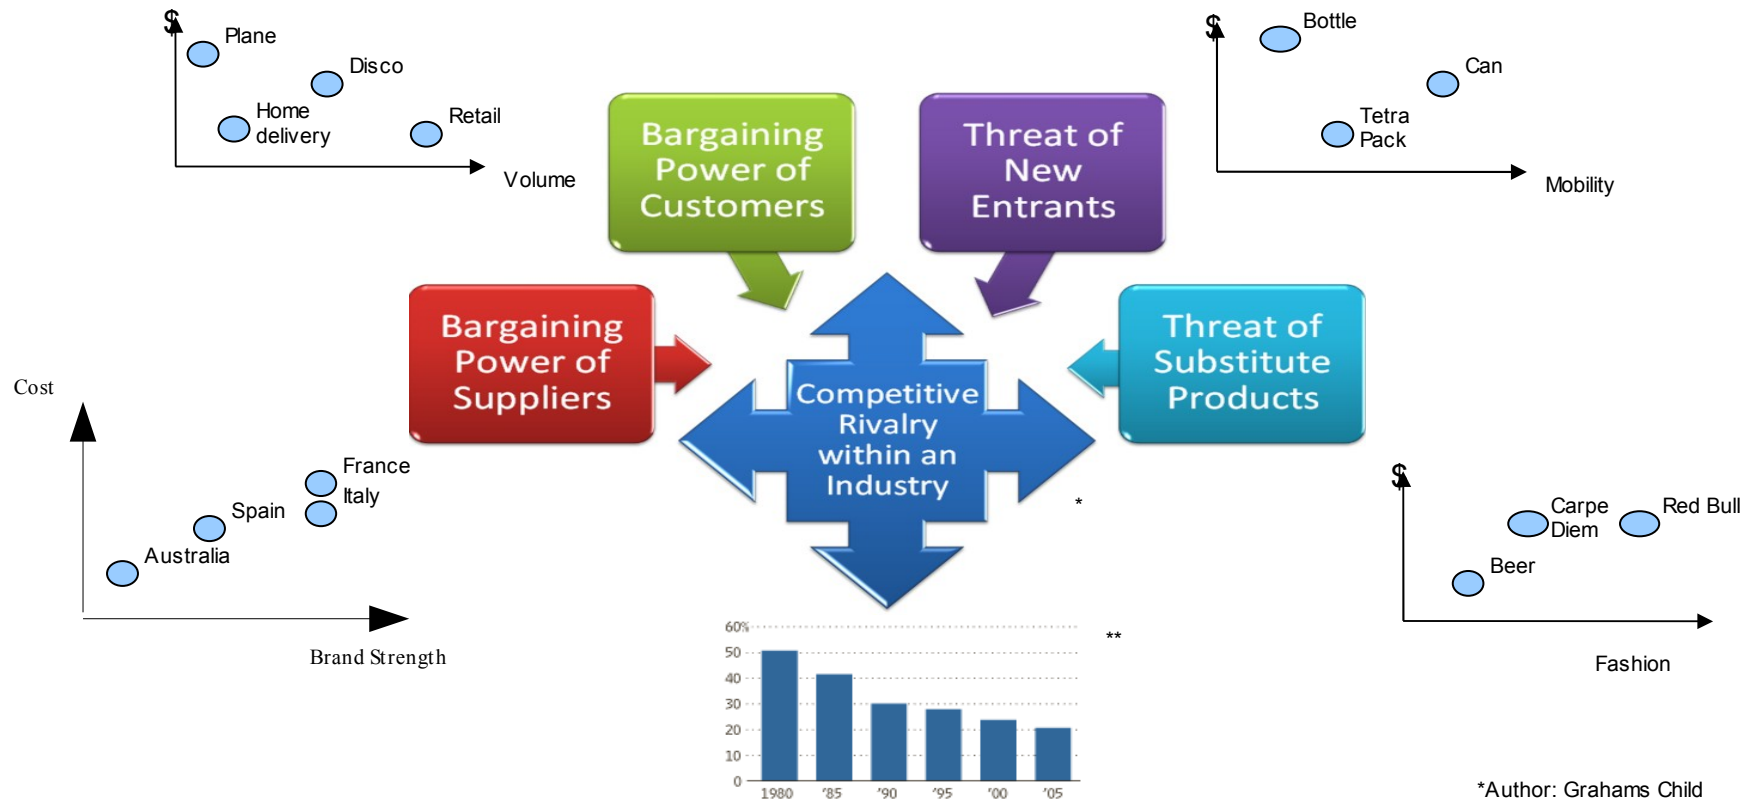 $
Plane
Disco
Home
delivery
Retail
Volume
Bargaining
Power of
Customers
Threat of
New
Entrants
$
Bottle
Can
Tetra
Pack
Mobility
Bargaining
Power of
Suppliers
Threat of
Substitute
Products
Competitive
Rivalry
within an
Industry
*
Cost
France
Italy
Spain
Australia
Brand Strength
$
Carpe
Diem
Red Bull
Beer
Fashion
**
60%
50
40
30
20
10
0
1980 '85 '90 '95 '00 '05
*Author: Grahams Child